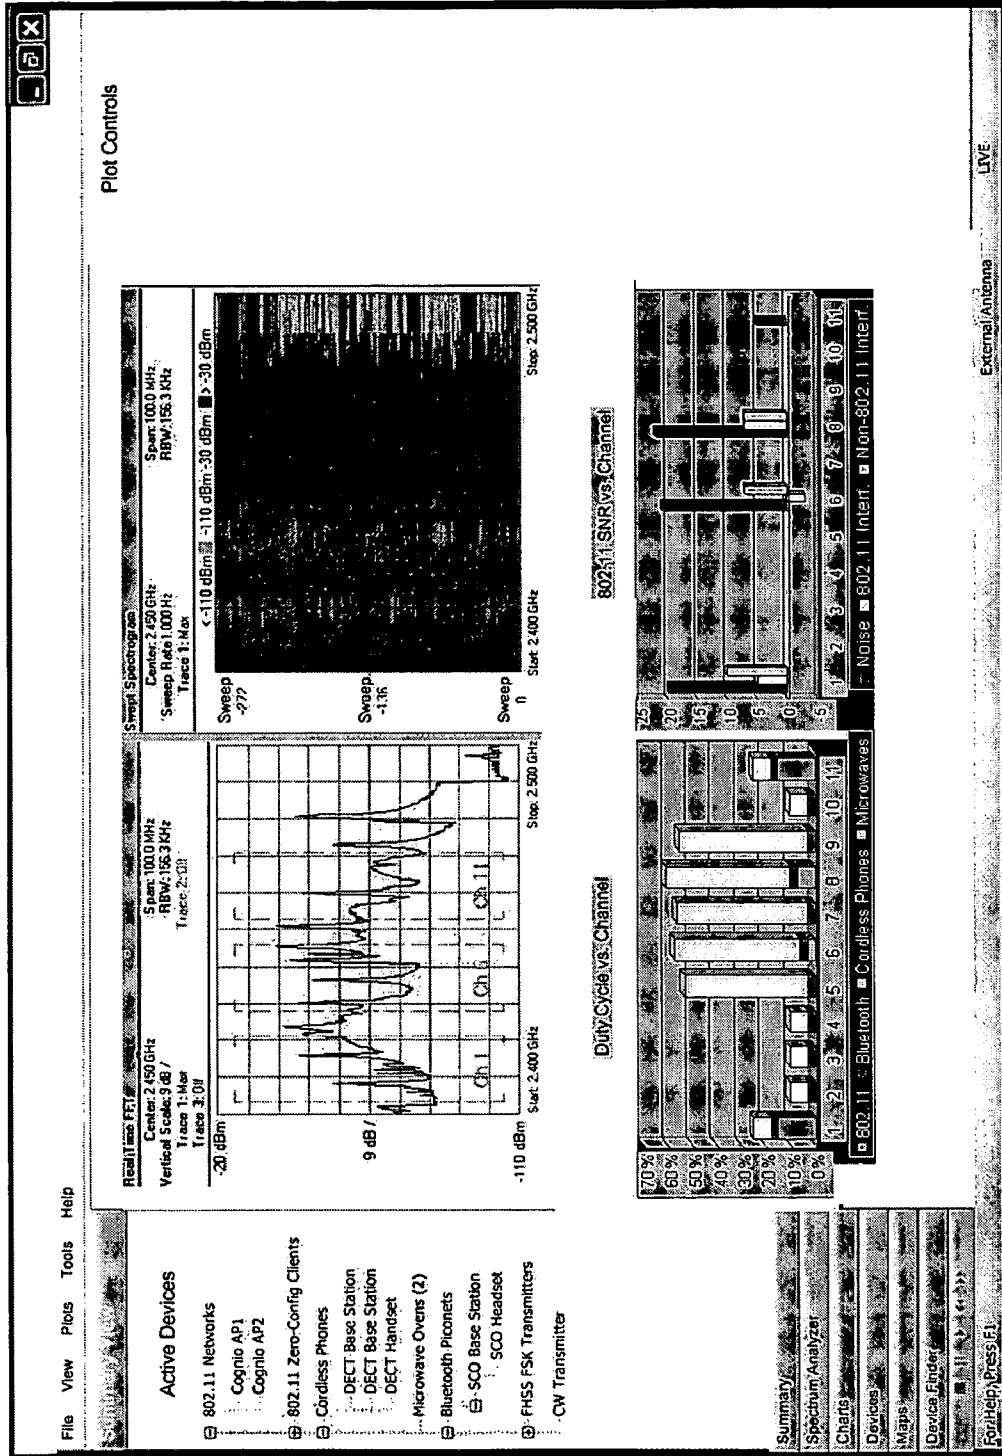 File View Plots Tools Help
Plot Controls
Active Devices
802.11 Networks
Cognio AP1
Cognio AP2
802.11 Zero-Config Clients
Cordless Phones
DECT Base Station
DECT Base Station
DECT Handset
Microwave Ovens (2)
Bluetooth Piconets
SCO Base Station
SCO Headset
FHSS FSK Transmitters
CW Transmitter
Summary
Spectrum Analyzer
Charts
Devices
Maps
Device Finder
Real Time FFT
Center: 2.450 GHz
Span: 100.0 MHz
Vertical Scale: 9 dB /
RBW: 156.3 KHz
Trace 1: Max
Trace 2: Off
Trace 3: Off
-20 dBm
9 dB /
-110 dBm
Ch 1
Ch 6
Ch 11
Start: 2.400 GHz
Stop: 2.500 GHz
Swept Spectrogram
Center: 2.450 GHz
Span: 100.0 MHz
Sweep Rate 1.000 Hz
RBW: 156.3 KHz
Trace 1: Max
< -110 dBm -110 dBm -30 dBm > -30 dBm
Sweep
-272
Sweep
-136
Sweep
0
Start: 2.400 GHz
Stop: 2.500 GHz
Duty Cycle vs. Channel
70 %
60 %
50 %
40 %
30 %
20 %
10 %
0 %
1 2 3 4 5 6 7 8 9 10 11
802.11 Bluetooth Cordless Phones Microwaves
802.11 SNR vs. Channel
25
20
15
10
5
0
-5
1 2 3 4 5 6 7 8 9 10 11
Noise 802.11 Interf. Non-802.11 Interf.
For Help, Press F1
External Antenna
LIVE